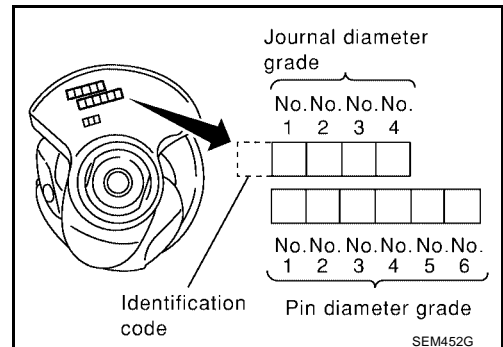 Journal diameter
grade
No. No. No. No.
1 2 3 4
No. No. No. No. No. No.
1 2 3 4 5 6
Identification
code
Pin diameter grade
SEM452G